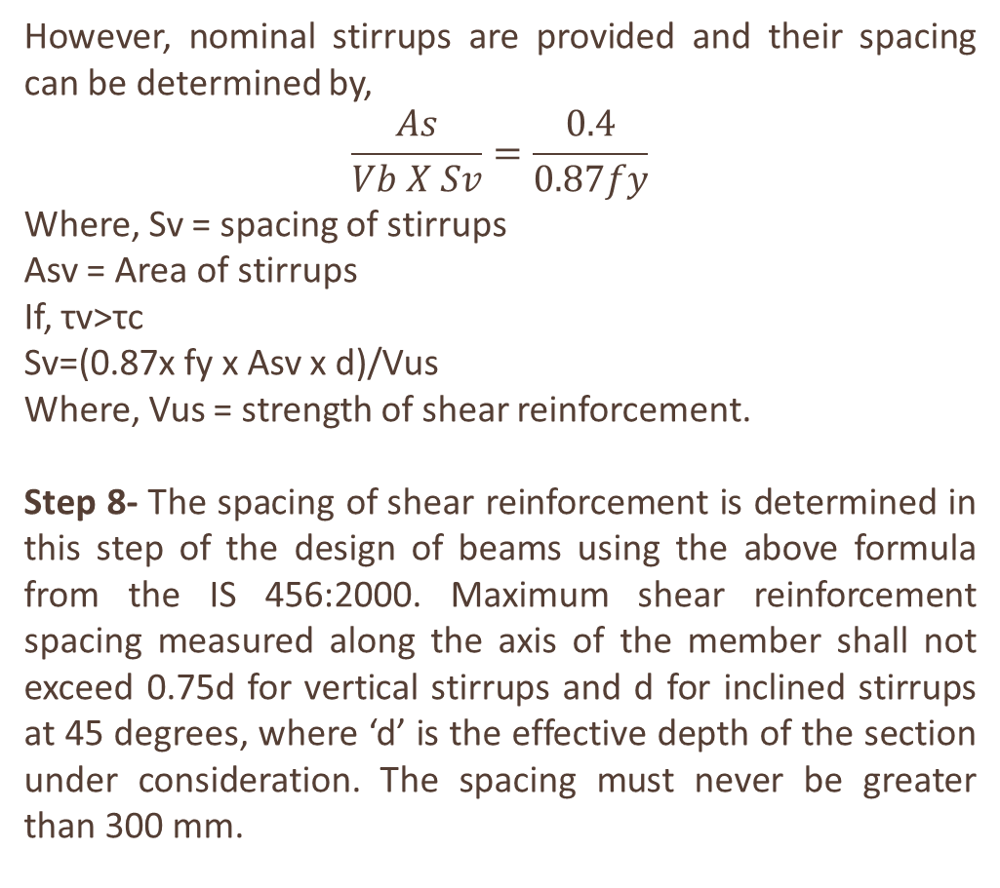 However, nominal stirrups are provided and their spacing
can be determined by,
As / Vb X Sv = 0.4 / 0.87fy
Where, Sv = spacing of stirrups
Asv = Area of stirrups
If, τv>τc
Sv=(0.87x fy x Asv x d)/Vus
Where, Vus = strength of shear reinforcement.
Step 8- The spacing of shear reinforcement is determined in
this step of the design of beams using the above formula
from the IS 456:2000. Maximum shear reinforcement
spacing measured along the axis of the member shall not
exceed 0.75d for vertical stirrups and d for inclined stirrups
at 45 degrees, where ‘d’ is the effective depth of the section
under consideration. The spacing must never be greater
than 300 mm.